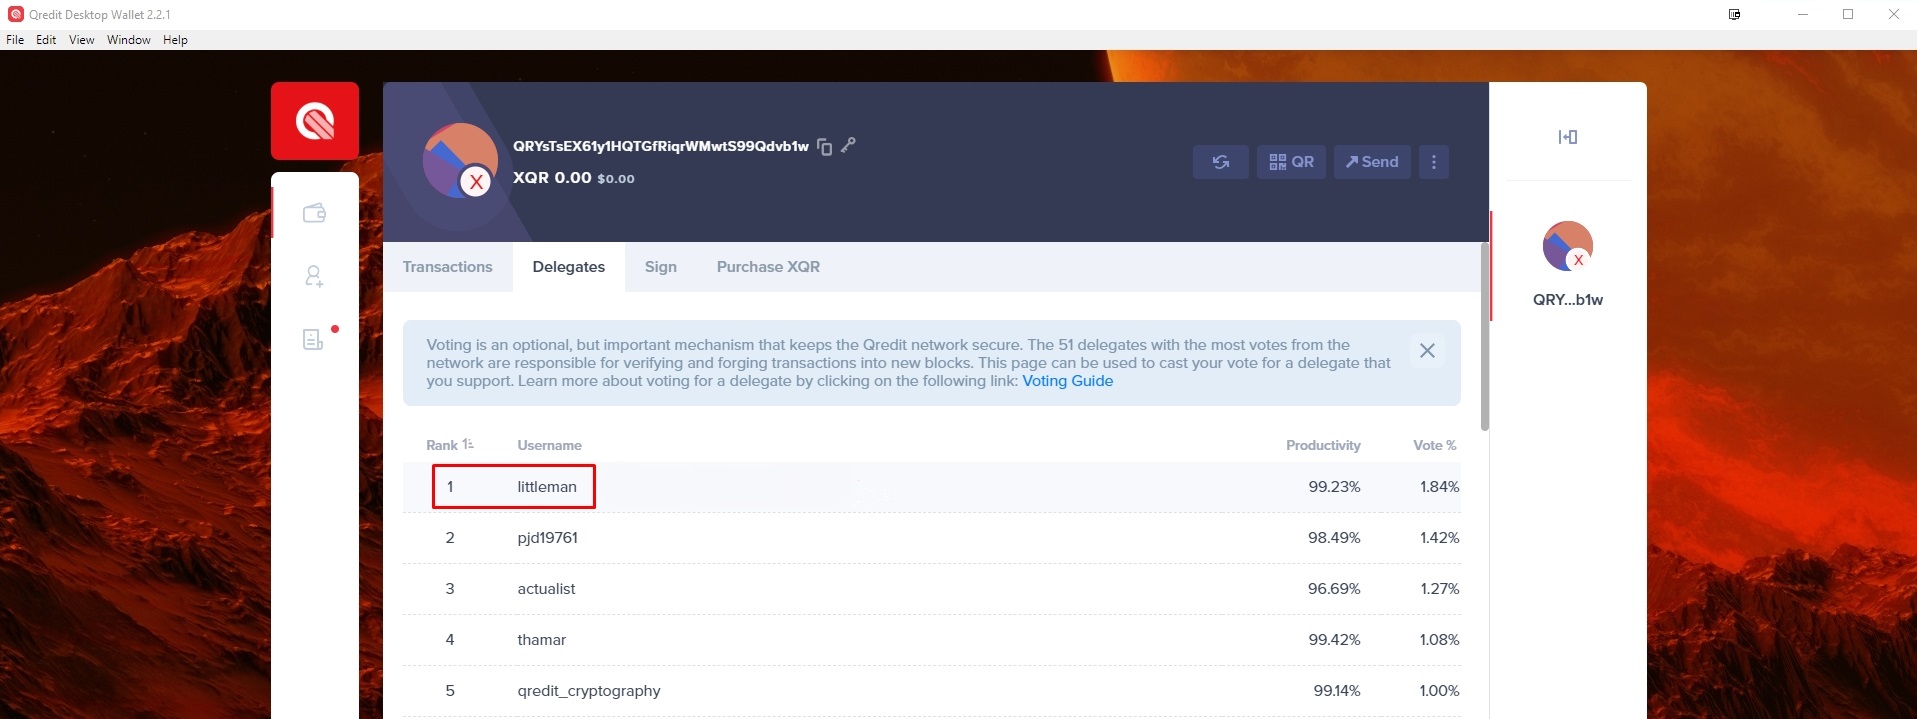 Qredit Desktop Wallet 2.2.1
File Edit View Window Help
QRYsTsEX61y1HQTGfRiqrWMwtS99Qdvb1w
X
XQR 0.00 $0.00
QR
Send
Transactions
Delegates
Sign
Purchase XQR
X
QRY...b1w
Voting is an optional, but important mechanism that keeps the Qredit network secure. The 51 delegates with the most votes from the
network are responsible for verifying and forging transactions into new blocks. This page can be used to cast your vote for a delegate that
you support. Learn more about voting for a delegate by clicking on the following link: Voting Guide
Rank Username Productivity Vote %
1 littleman 99.23% 1.84%
2 pjd19761 98.49% 1.42%
3 actualist 96.69% 1.27%
4 thamar 99.42% 1.08%
5 qredit_cryptography 99.14% 1.00%